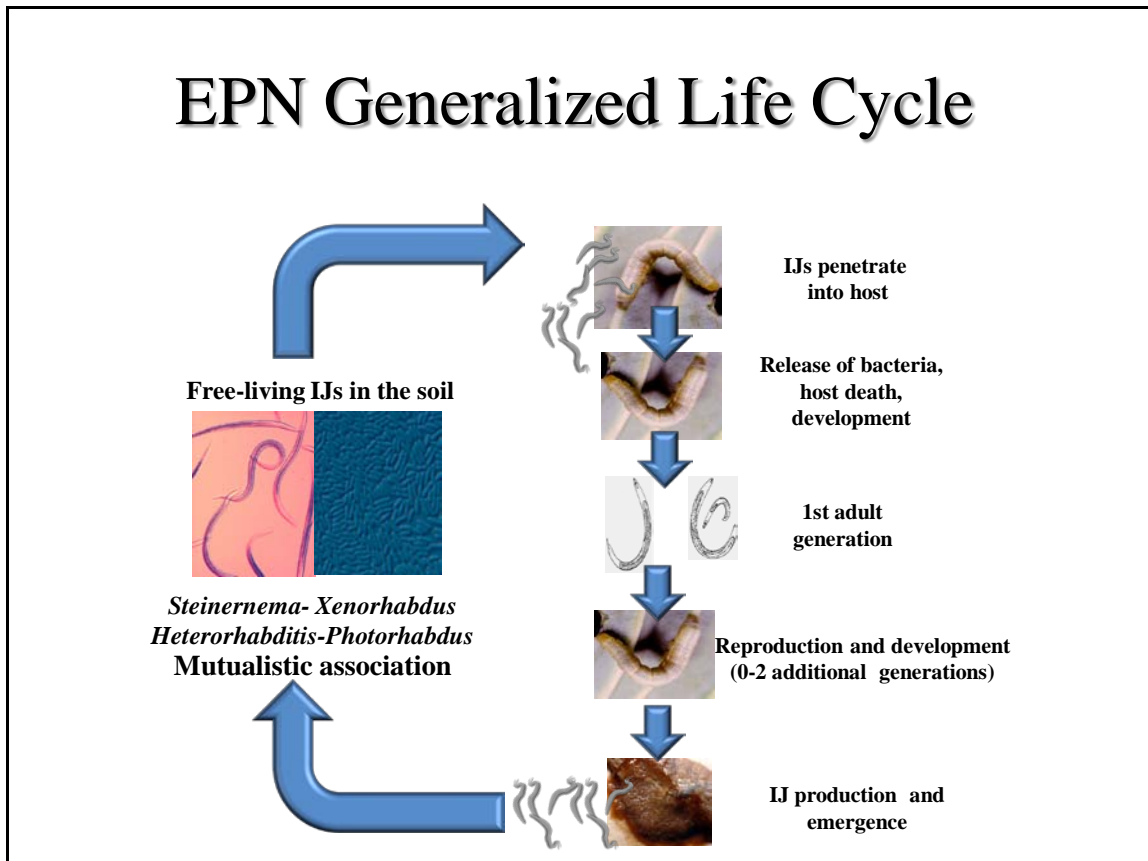 EPN Generalized Life Cycle
IJs penetrate
into host
Release of bacteria,
host death,
development
Free-living IJs in the soil
1st adult
generation
Steinernema- Xenorhabdus
Heterorhabditis-Photorhabdus
Mutualistic association
Reproduction and development
(0-2 additional generations)
IJ production and
emergence